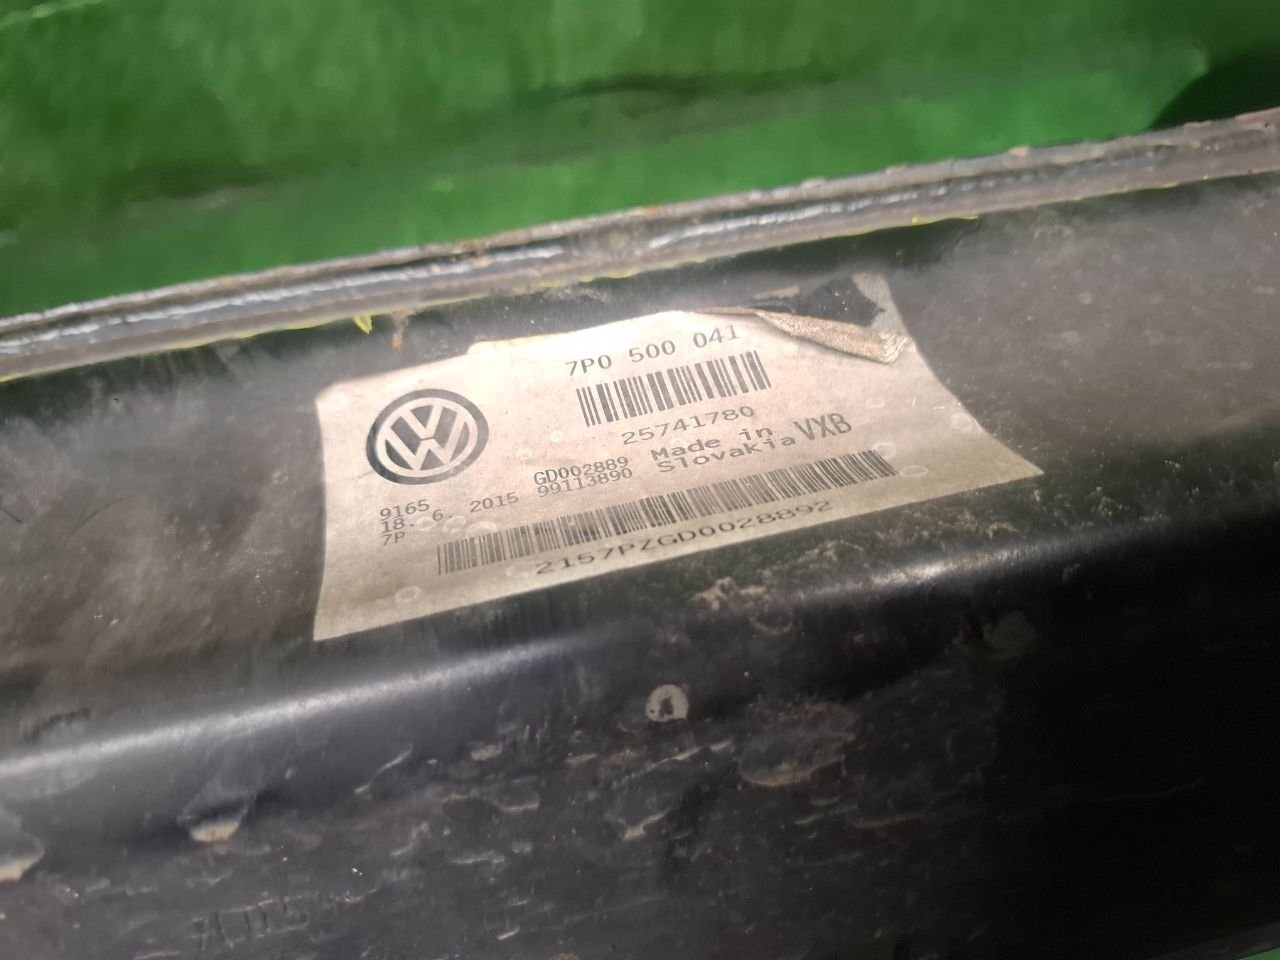 7P0 500 041
25741780
GD002889 Made in VXB
9165
18. 6. 2015 99113890 Slovakia
7P
2157PZGD0028892